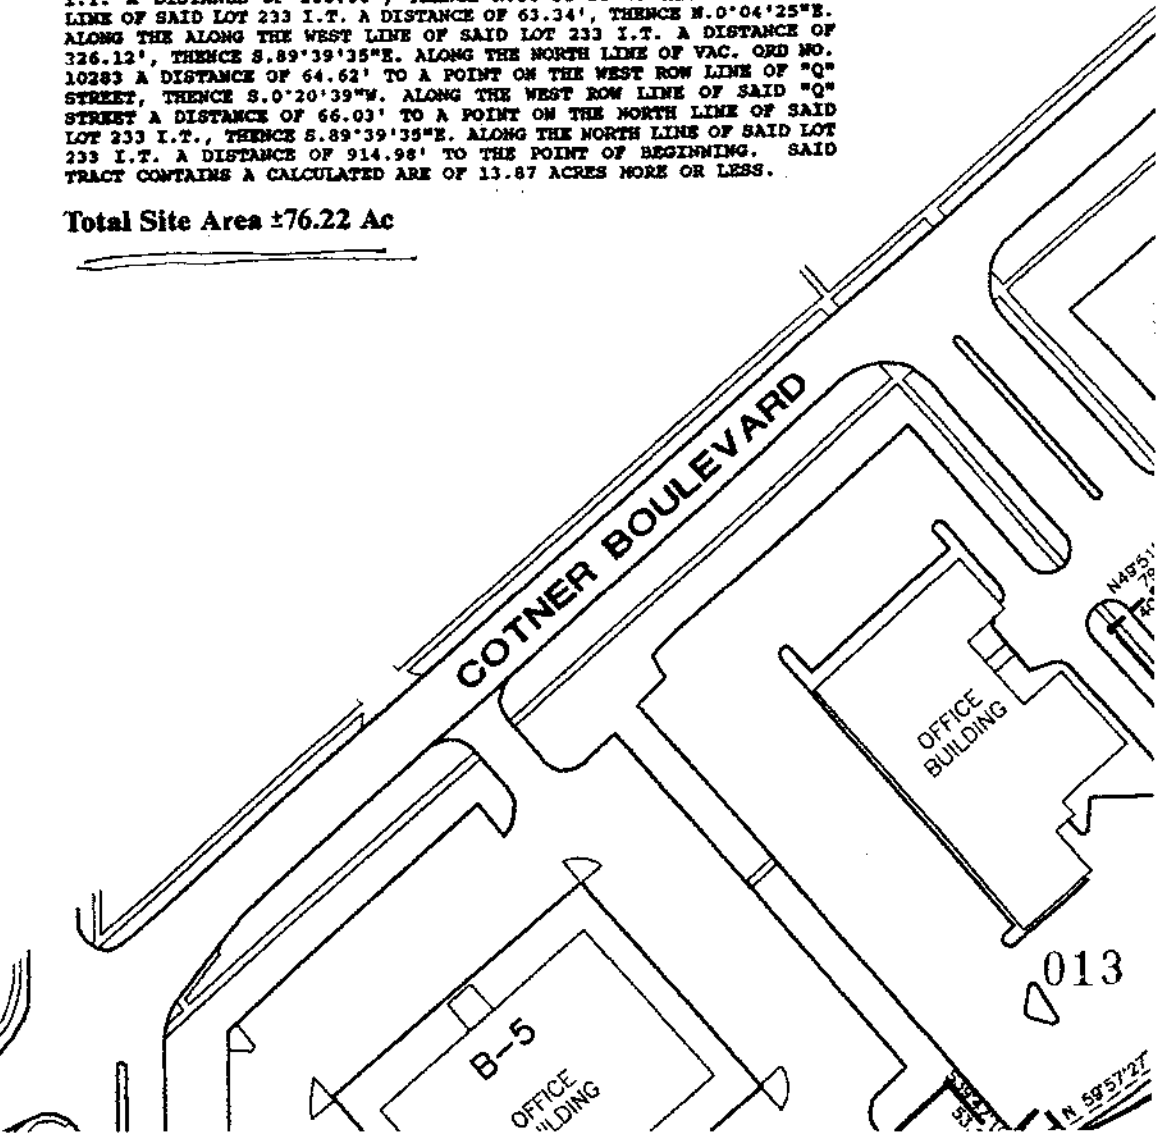 LINE OF SAID LOT 233 I.T. A DISTANCE OF 63.34', THENCE N.0°04'25"E.
ALONG THE ALONG THE WEST LINE OF SAID LOT 233 I.T. A DISTANCE OF
326.12', THENCE S.89°39'35"E. ALONG THE NORTH LINE OF VAC. ORD NO.
10283 A DISTANCE OF 64.62' TO A POINT ON THE WEST ROW LINE OF "Q"
STREET, THENCE S.0°20'39"W. ALONG THE WEST ROW LINE OF SAID "Q"
STREET A DISTANCE OF 66.03' TO A POINT ON THE NORTH LINE OF SAID
LOT 233 I.T., THENCE S.89°39'35"E. ALONG THE NORTH LINE OF SAID LOT
233 I.T. A DISTANCE OF 914.98' TO THE POINT OF BEGINNING. SAID
TRACT CONTAINS A CALCULATED ARE OF 13.87 ACRES MORE OR LESS.
Total Site Area ±76.22 Ac
COTNER BOULEVARD
N49°51'
OFFICE
BUILDING
013
B-5
OFFICE
ILDING
N 59°57'27"